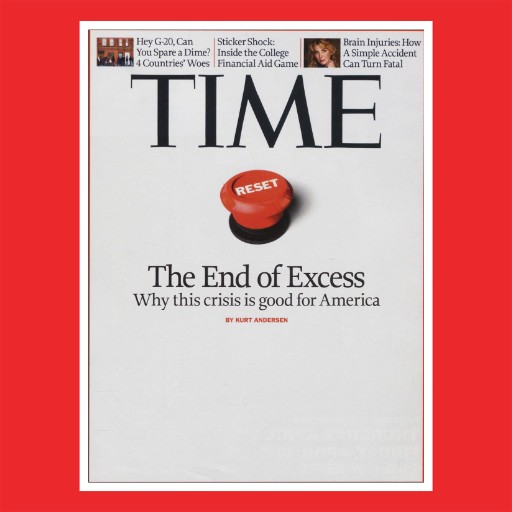 Hey G-20, Can
You Spare a Dime?
4 Countries' Woes
Sticker Shock:
Inside the College
Financial Aid Game
Brain Injuries: How
A Simple Accident
Can Turn Fatal
TIME
RESET
The End of Excess
Why this crisis is good for America
BY KURT ANDERSEN